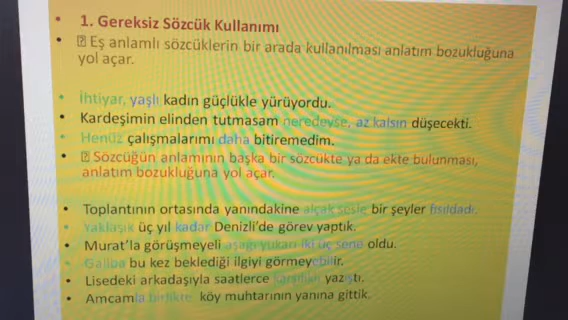 1. Gereksiz Sözcük Kullanımı
Eş anlamlı sözcüklerin bir arada kullanılması anlatım bozukluğuna
yol açar.
İhtiyar, yaşlı kadın güçlükle yürüyordu.
Kardeşimin elinden tutmasam neredeyse, az kalsın düşecekti.
Henüz çalışmalarımı daha bitiremedim.
Sözcüğün anlamının başka bir sözcükte ya da ekte bulunması,
anlatım bozukluğuna yol açar.
Toplantının ortasında yanındakine alçak sesle bir şeyler fısıldadı.
Yaklaşık üç yıl kadar Denizli'de görev yaptık.
Murat'la görüşmeyeli aşağı yukarı iki üç sene oldu.
Galiba bu kez beklediği ilgiyi görmeyebilir.
Lisedeki arkadaşıyla saatlerce karşılıklı yazıştı.
Amcamla birlikte köy muhtarının yanına gittik.